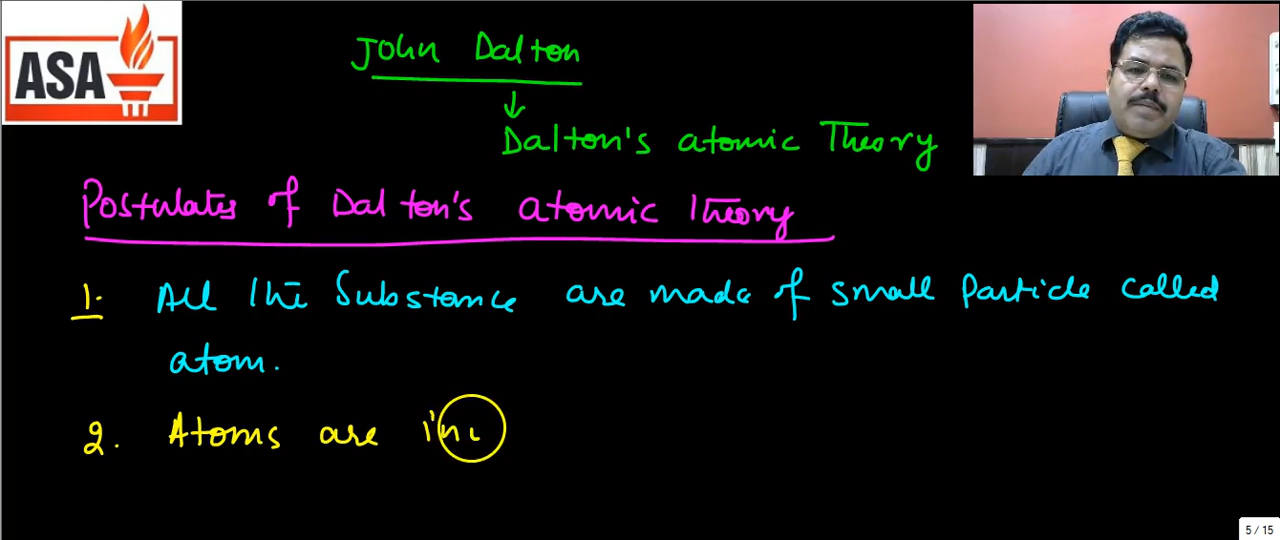 ASA
John Dalton
↓
Dalton's atomic Theory
Postulates of Dalton's atomic Theory
1. All the Substance are made of small Particle called
atom.
2. Atoms are in
5 / 15